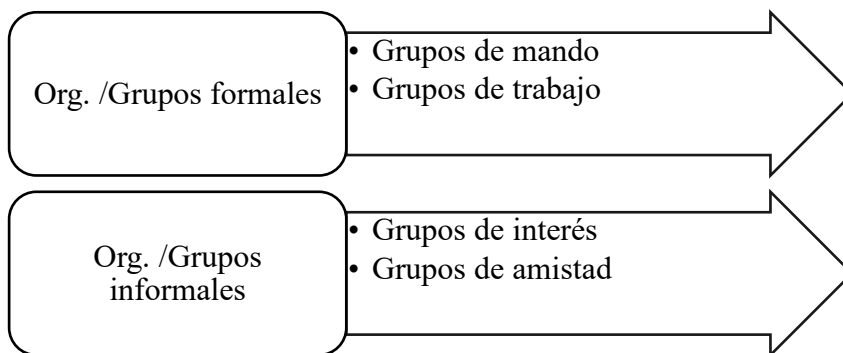 Org. /Grupos formales
• Grupos de mando
• Grupos de trabajo
Org. /Grupos
informales
• Grupos de interés
• Grupos de amistad